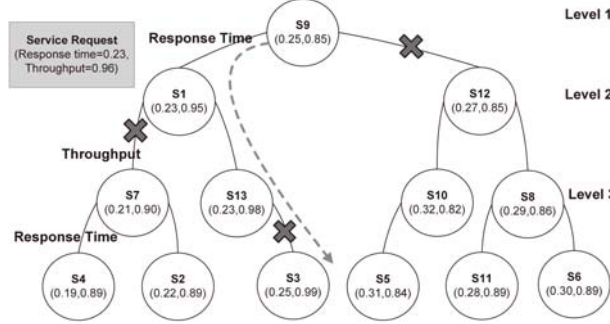 S9
(0.25,0.85)
Level 1
Service Request
(Response time=0.23,
Throughput=0.96)
Response Time
S1
(0.23,0.95)
S12
(0.27,0.85)
Level 2
Throughput
S7
(0.21,0.90)
S13
(0.23,0.98)
S10
(0.32,0.82)
S8
(0.29,0.86)
Level 3
Response Time
S4
(0.19,0.89)
S2
(0.22,0.89)
S3
(0.25,0.99)
S5
(0.31,0.84)
S11
(0.28,0.89)
S6
(0.30,0.89)